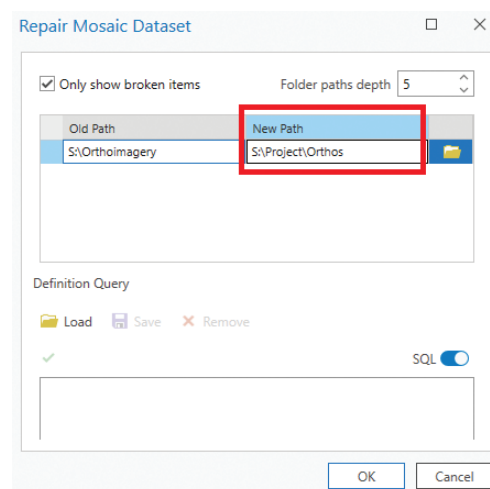 Repair Mosaic Dataset
Only show broken items Folder paths depth 5
Old Path New Path
S:\Orthoimagery S:\Project\Orthos
Definition Query
Load Save Remove
SQL
OK Cancel